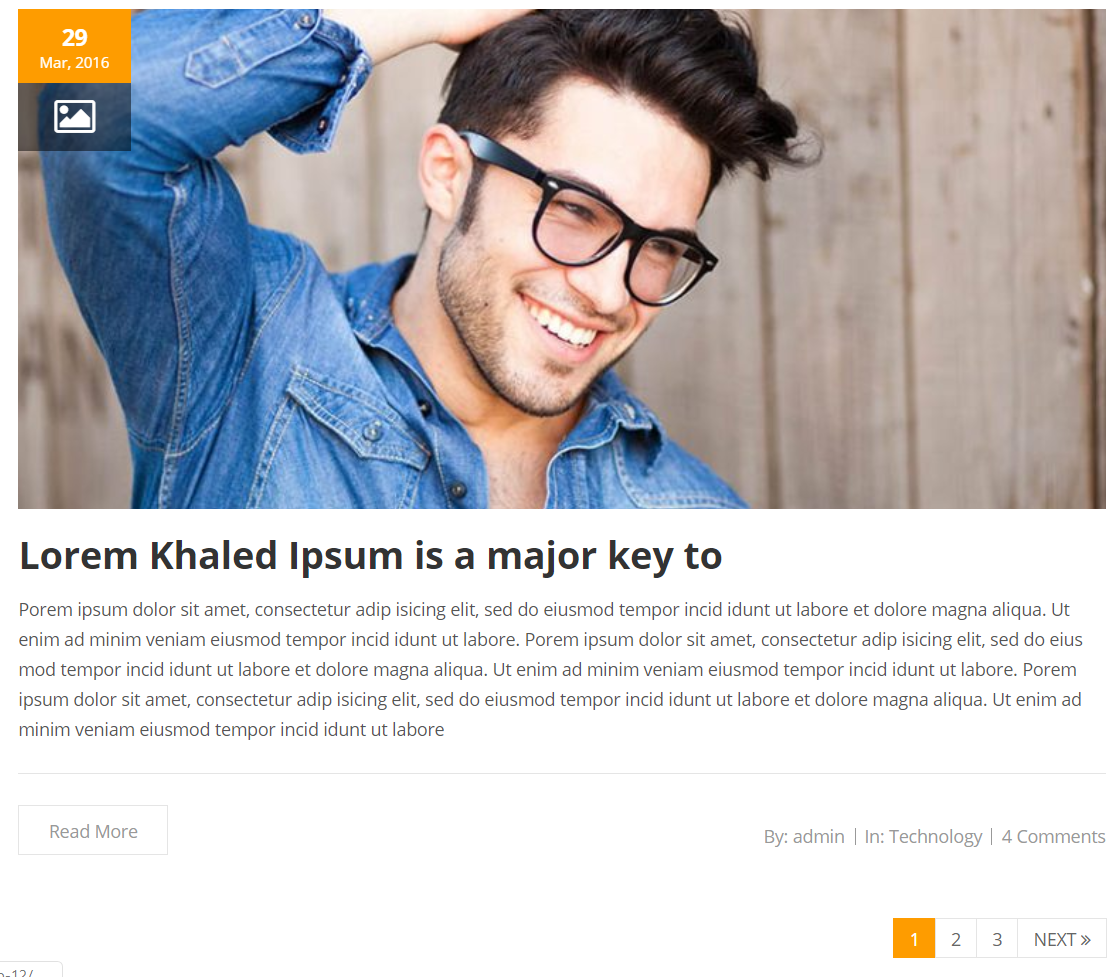 29
Mar, 2016
Lorem Khaled Ipsum is a major key to
Porem ipsum dolor sit amet, consectetur adip isicing elit, sed do eiusmod tempor incid idunt ut labore et dolore magna aliqua. Ut
enim ad minim veniam eiusmod tempor incid idunt ut labore. Porem ipsum dolor sit amet, consectetur adip isicing elit, sed do eius
mod tempor incid idunt ut labore et dolore magna aliqua. Ut enim ad minim veniam eiusmod tempor incid idunt ut labore. Porem
ipsum dolor sit amet, consectetur adip isicing elit, sed do eiusmod tempor incid idunt ut labore et dolore magna aliqua. Ut enim ad
minim veniam eiusmod tempor incid idunt ut labore
Read More
By: admin | In: Technology | 4 Comments
1 2 3 NEXT »